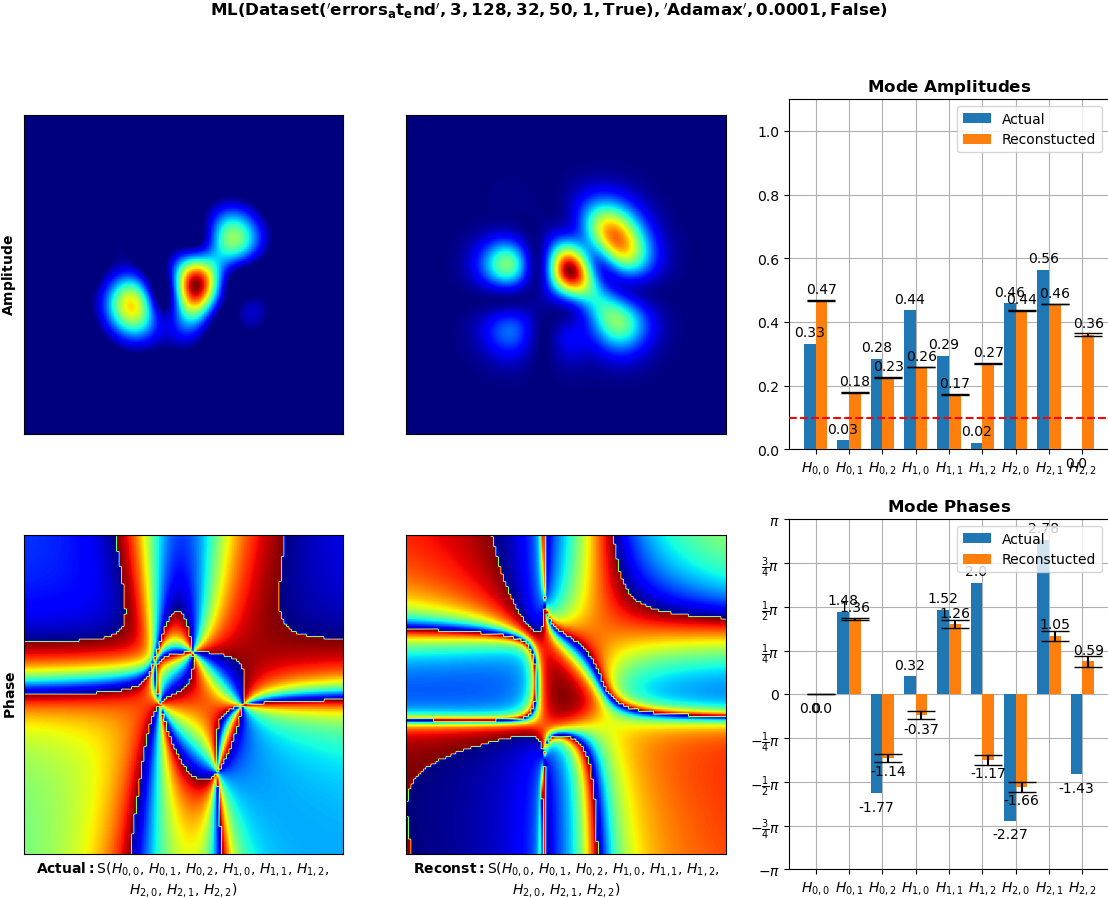 ML(Dataset('errors_at_end', 3, 128, 32, 50, 1, True), 'Adamax', 0.0001, False)
Amplitude
Mode Amplitudes
Actual
Reconstucted
1.0
0.8
0.6
0.4
0.2
0.0
0.33
0.47
0.03
0.18
0.28
0.23
0.44
0.26
0.29
0.17
0.02
0.27
0.46
0.44
0.56
0.46
0.0
0.36
H0,0 H0,1 H0,2 H1,0 H1,1 H1,2 H2,0 H2,1 H2,2
Phase
Actual: S(H0,0, H0,1, H0,2, H1,0, H1,1, H1,2,
H2,0, H2,1, H2,2)
Reconst: S(H0,0, H0,1, H0,2, H1,0, H1,1, H1,2,
H2,0, H2,1, H2,2)
Mode Phases
Actual
Reconstucted
π
3/4π
1/2π
1/4π
0
−1/4π
−1/2π
−3/4π
−π
0.0
0.0
1.48
1.36
-1.77
-1.14
0.32
-0.37
1.52
1.26
2.0
-1.17
-2.27
-1.66
2.78
1.05
-1.43
0.59
H0,0 H0,1 H0,2 H1,0 H1,1 H1,2 H2,0 H2,1 H2,2